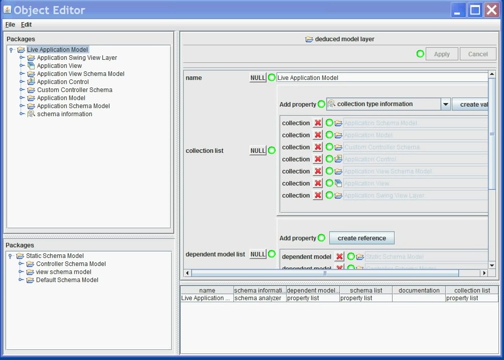 Object Editor
File Edit
Packages
Live Application Model
Application Swing View Layer
Application View
Application View Schema Model
Application Control
Custom Controller Schema
Application Model
Application Schema Model
schema information
Packages
Static Schema Model
Controller Schema Model
view schema model
Default Schema Model
deduced model layer
Apply Cancel
name NULL Live Application Model
Add property collection type information create val
collection list NULL
collection Application Schema Model
collection Application Model
collection Custom Controller Schema
collection Application Control
collection Application View Schema Model
collection Application View
collection Application Swing View Layer
Add property create reference
dependent model list NULL
dependent model Static Schema Model
name schema informati... dependent model... schema list documentation collection list
Live Application ... schema analyzer property list property list property list